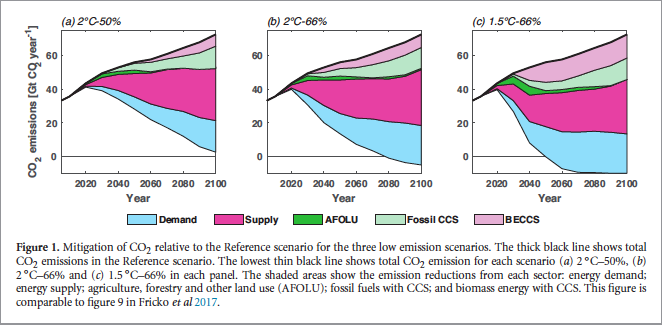 (a) 2°C-50%
(b) 2°C-66%
(c) 1.5°C-66%
CO2 emissions [Gt CO2 year-1]
60
40
20
0
2020 2040 2060 2080 2100
Year
60
40
20
0
2020 2040 2060 2080 2100
Year
60
40
20
0
2020 2040 2060 2080 2100
Year
Demand Supply AFOLU Fossil CCS BECCS
Figure 1. Mitigation of CO2 relative to the Reference scenario for the three low emission scenarios. The thick black line shows total
CO2 emissions in the Reference scenario. The lowest thin black line shows total CO2 emission for each scenario (a) 2 °C–50%, (b)
2 °C–66% and (c) 1.5 °C–66% in each panel. The shaded areas show the emission reductions from each sector: energy demand;
energy supply; agriculture, forestry and other land use (AFOLU); fossil fuels with CCS; and biomass energy with CCS. This figure is
comparable to figure 9 in Fricko et al 2017.